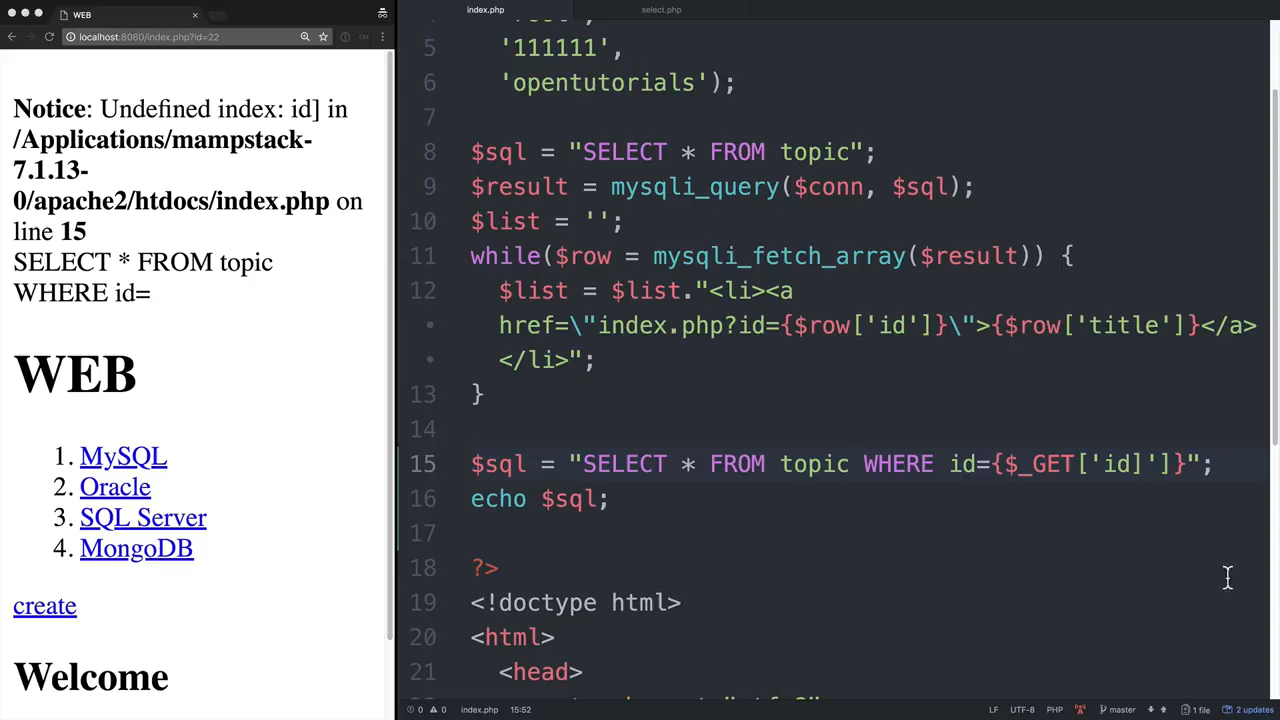 WEB
localhost:8080/index.php?id=22
Notice: Undefined index: id] in
/Applications/mampstack-
7.1.13-
0/apache2/htdocs/index.php on
line 15
SELECT * FROM topic
WHERE id=
WEB
1. MySQL
2. Oracle
3. SQL Server
4. MongoDB
create
Welcome
index.php
select.php
5 '111111',
6 'opentutorials');
7
8 $sql = "SELECT * FROM topic";
9 $result = mysqli_query($conn, $sql);
10 $list = '';
11 while($row = mysqli_fetch_array($result)) {
12 $list = $list."<li><a
• href=\"index.php?id={$row['id']}\">{$row['title']}</a>
• </li>";
13 }
14
15 $sql = "SELECT * FROM topic WHERE id={$_GET['id]']}";
16 echo $sql;
17
18 ?>
19 <!doctype html>
20 <html>
21 <head>
0 0 index.php 15:52
LF UTF-8 PHP master 1 file 2 updates